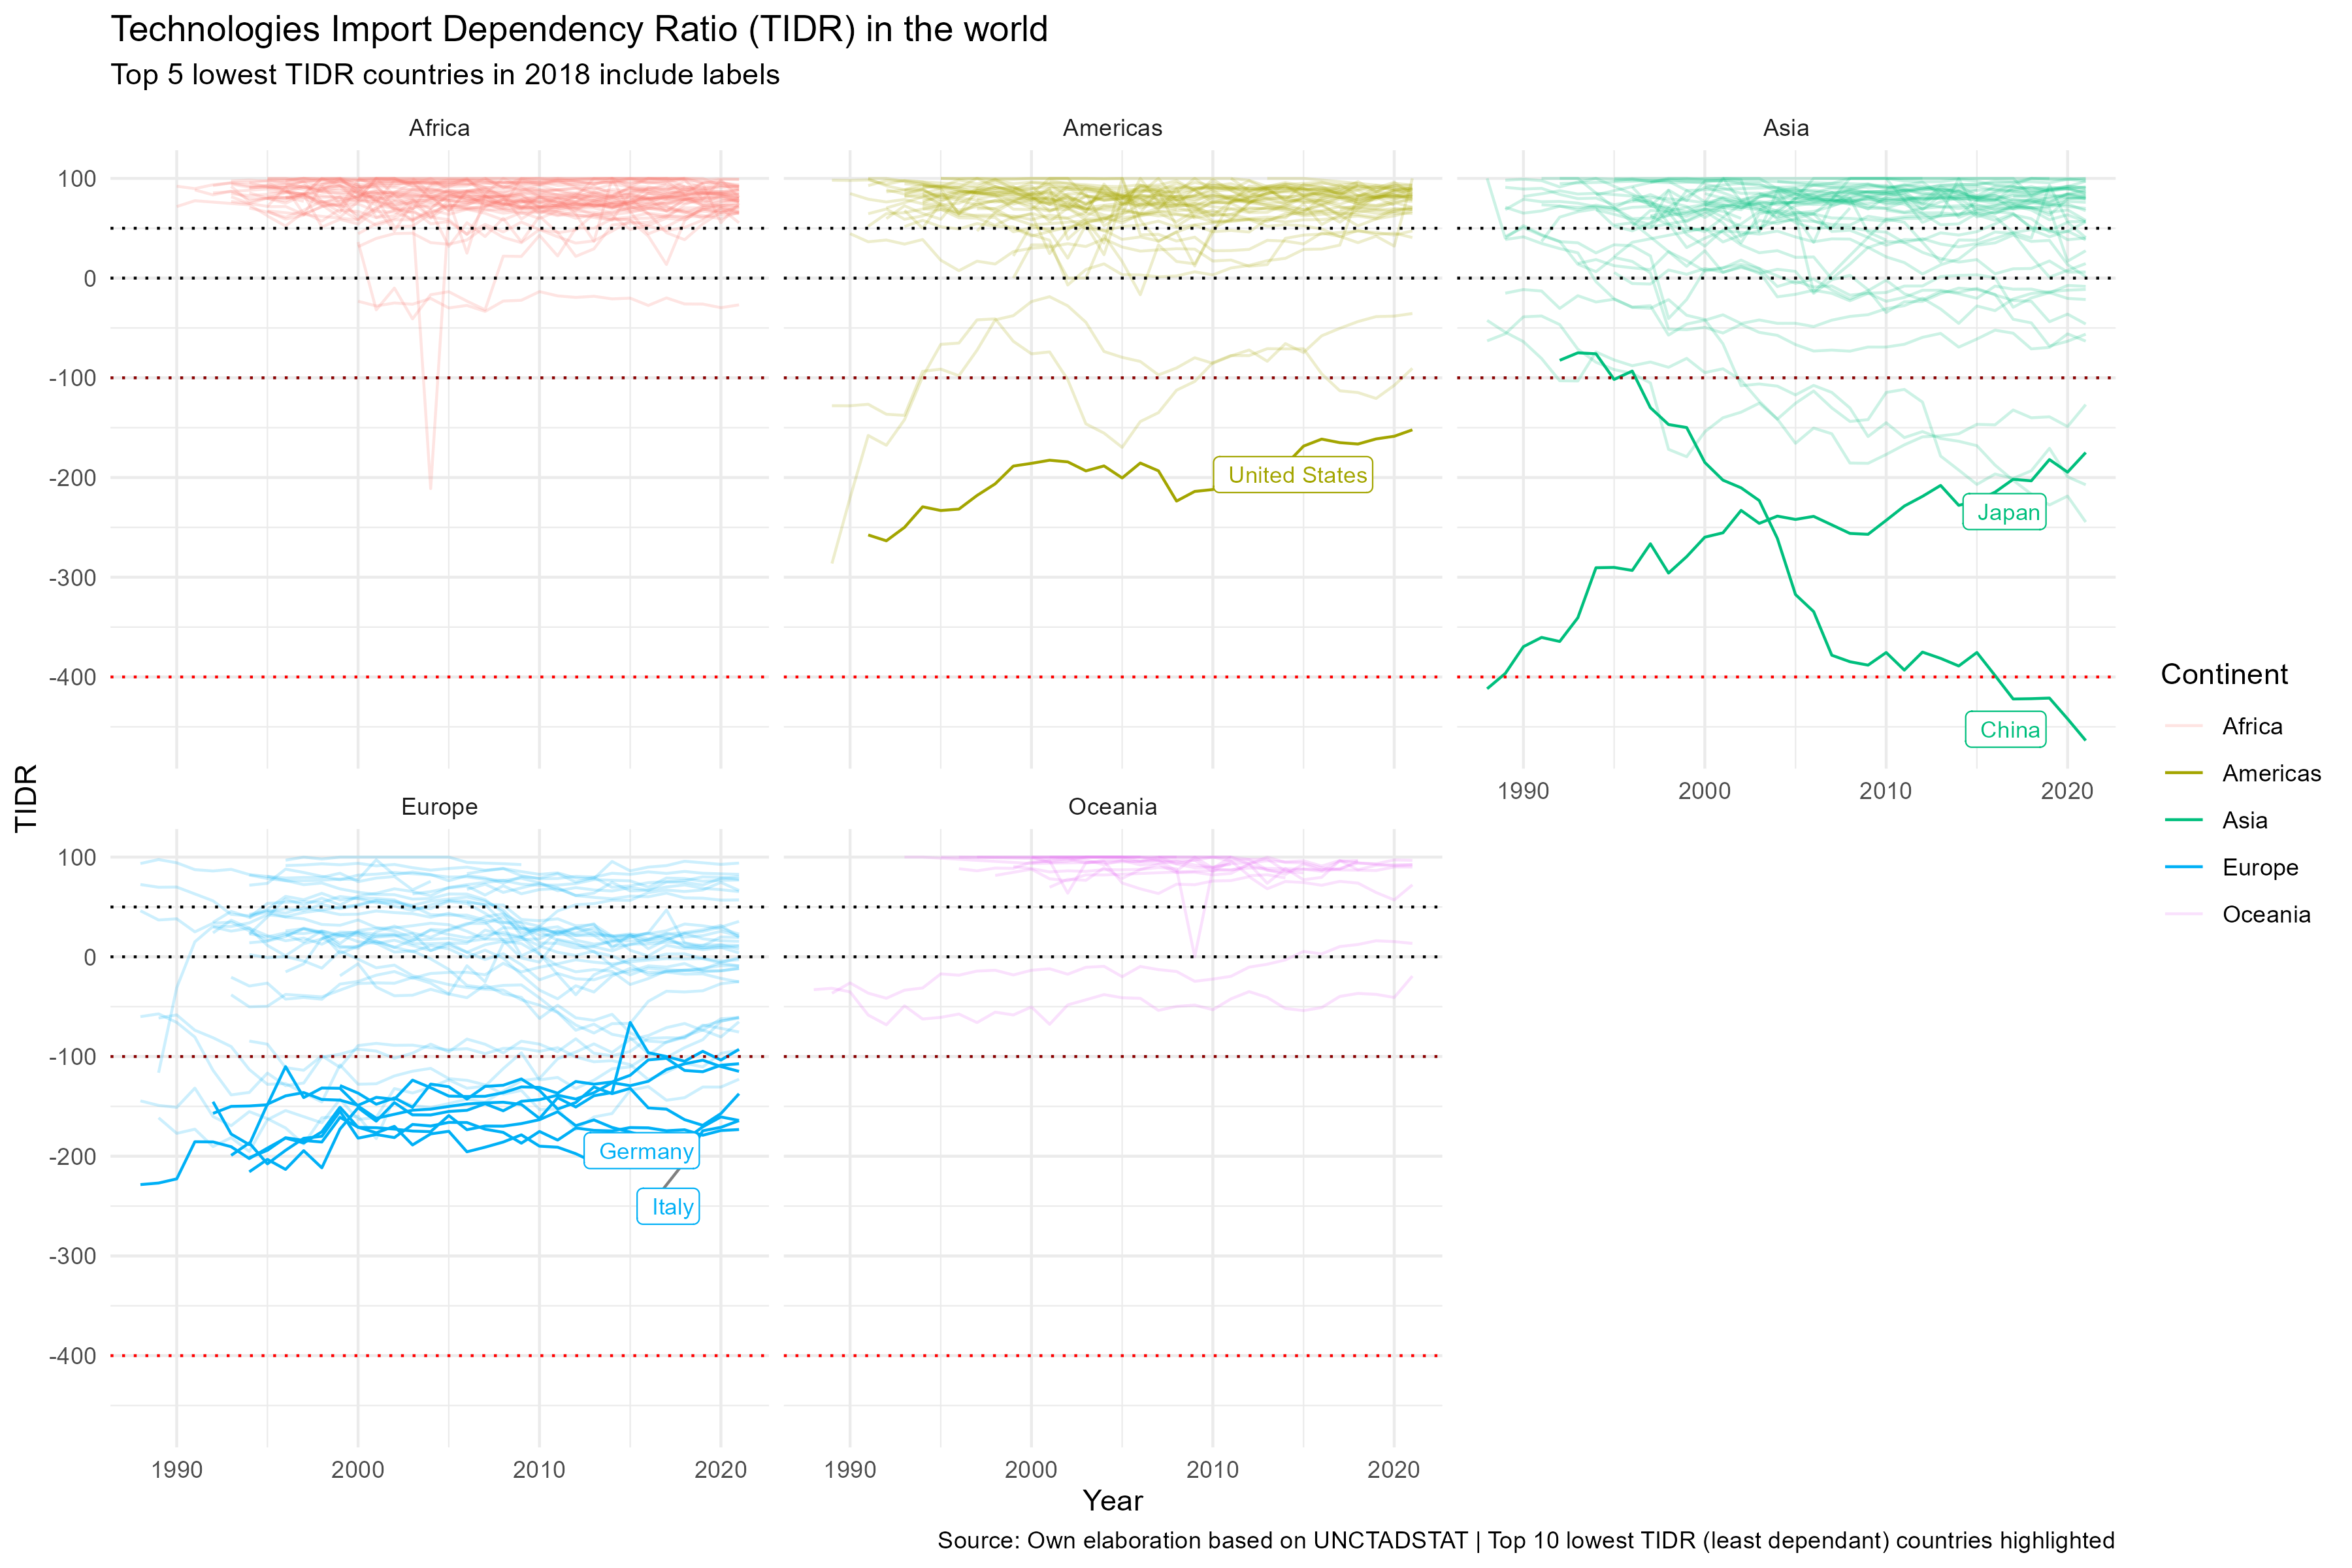 Technologies Import Dependency Ratio (TIDR) in the world
Top 5 lowest TIDR countries in 2018 include labels
Africa
Americas
Asia
100
0
-100
-200
-300
-400
United States
Japan
China
1990
2000
2010
2020
Europe
Oceania
100
0
-100
-200
-300
-400
Germany
Italy
1990
2000
2010
2020
1990
2000
2010
2020
TIDR
Year
Continent
Africa
Americas
Asia
Europe
Oceania
Source: Own elaboration based on UNCTADSTAT | Top 10 lowest TIDR (least dependant) countries highlighted